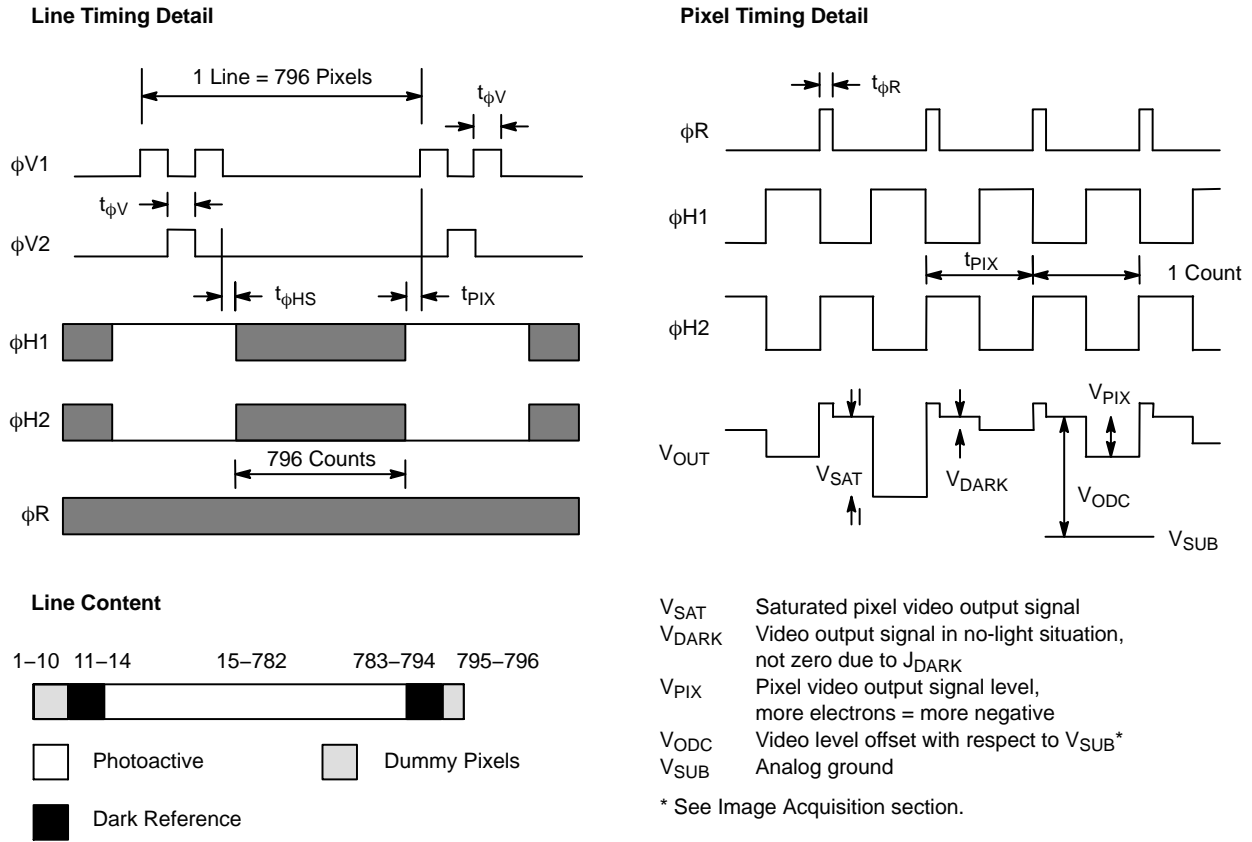 Line Timing Detail
1 Line = 796 Pixels
tϕV
ϕV1
tϕV
ϕV2
tϕHS
tPIX
ϕH1
ϕH2
796 Counts
ϕR
Line Content
1–10 11–14 15–782 783–794 795–796
Photoactive
Dummy Pixels
Dark Reference
Pixel Timing Detail
tϕR
ϕR
ϕH1
tPIX
1 Count
ϕH2
VPIX
VOUT
VSAT
VDARK
VODC
VSUB
VSAT Saturated pixel video output signal
VDARK Video output signal in no-light situation,
not zero due to JDARK
VPIX Pixel video output signal level,
more electrons = more negative
VODC Video level offset with respect to VSUB*
VSUB Analog ground
* See Image Acquisition section.